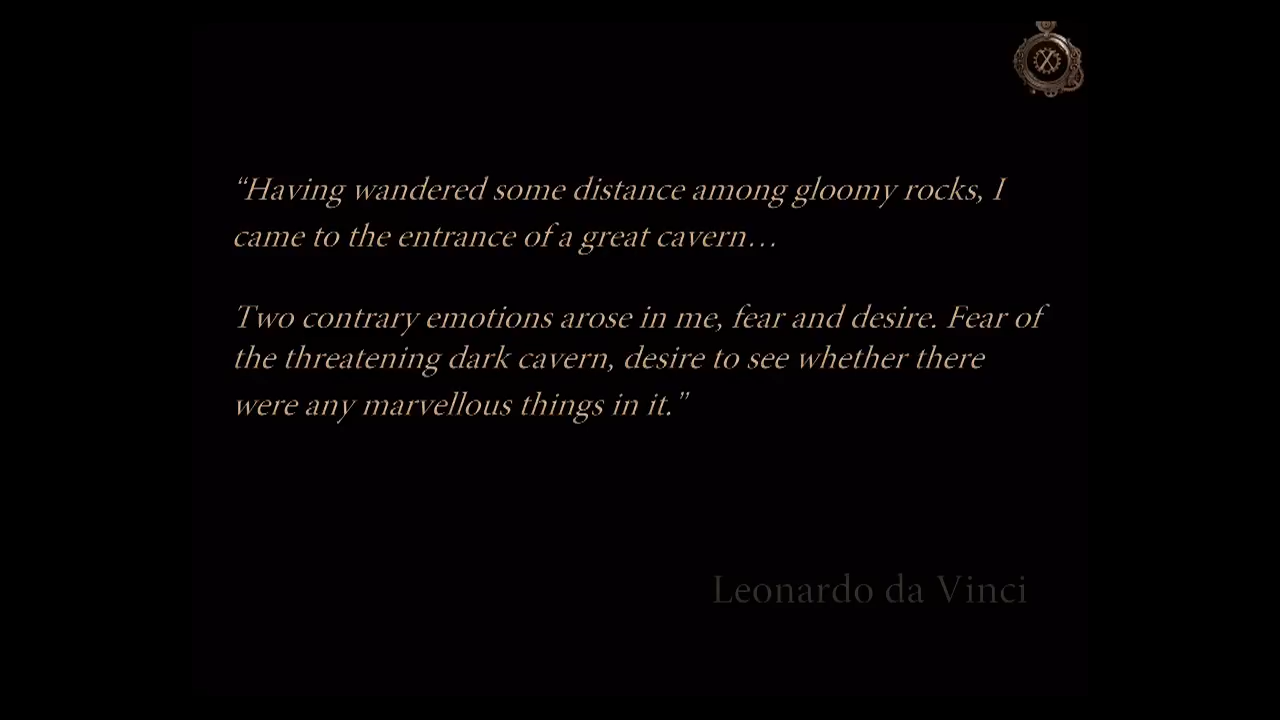 “Having wandered some distance among gloomy rocks, I
came to the entrance of a great cavern…
Two contrary emotions arose in me, fear and desire. Fear of
the threatening dark cavern, desire to see whether there
were any marvellous things in it.”
Leonardo da Vinci